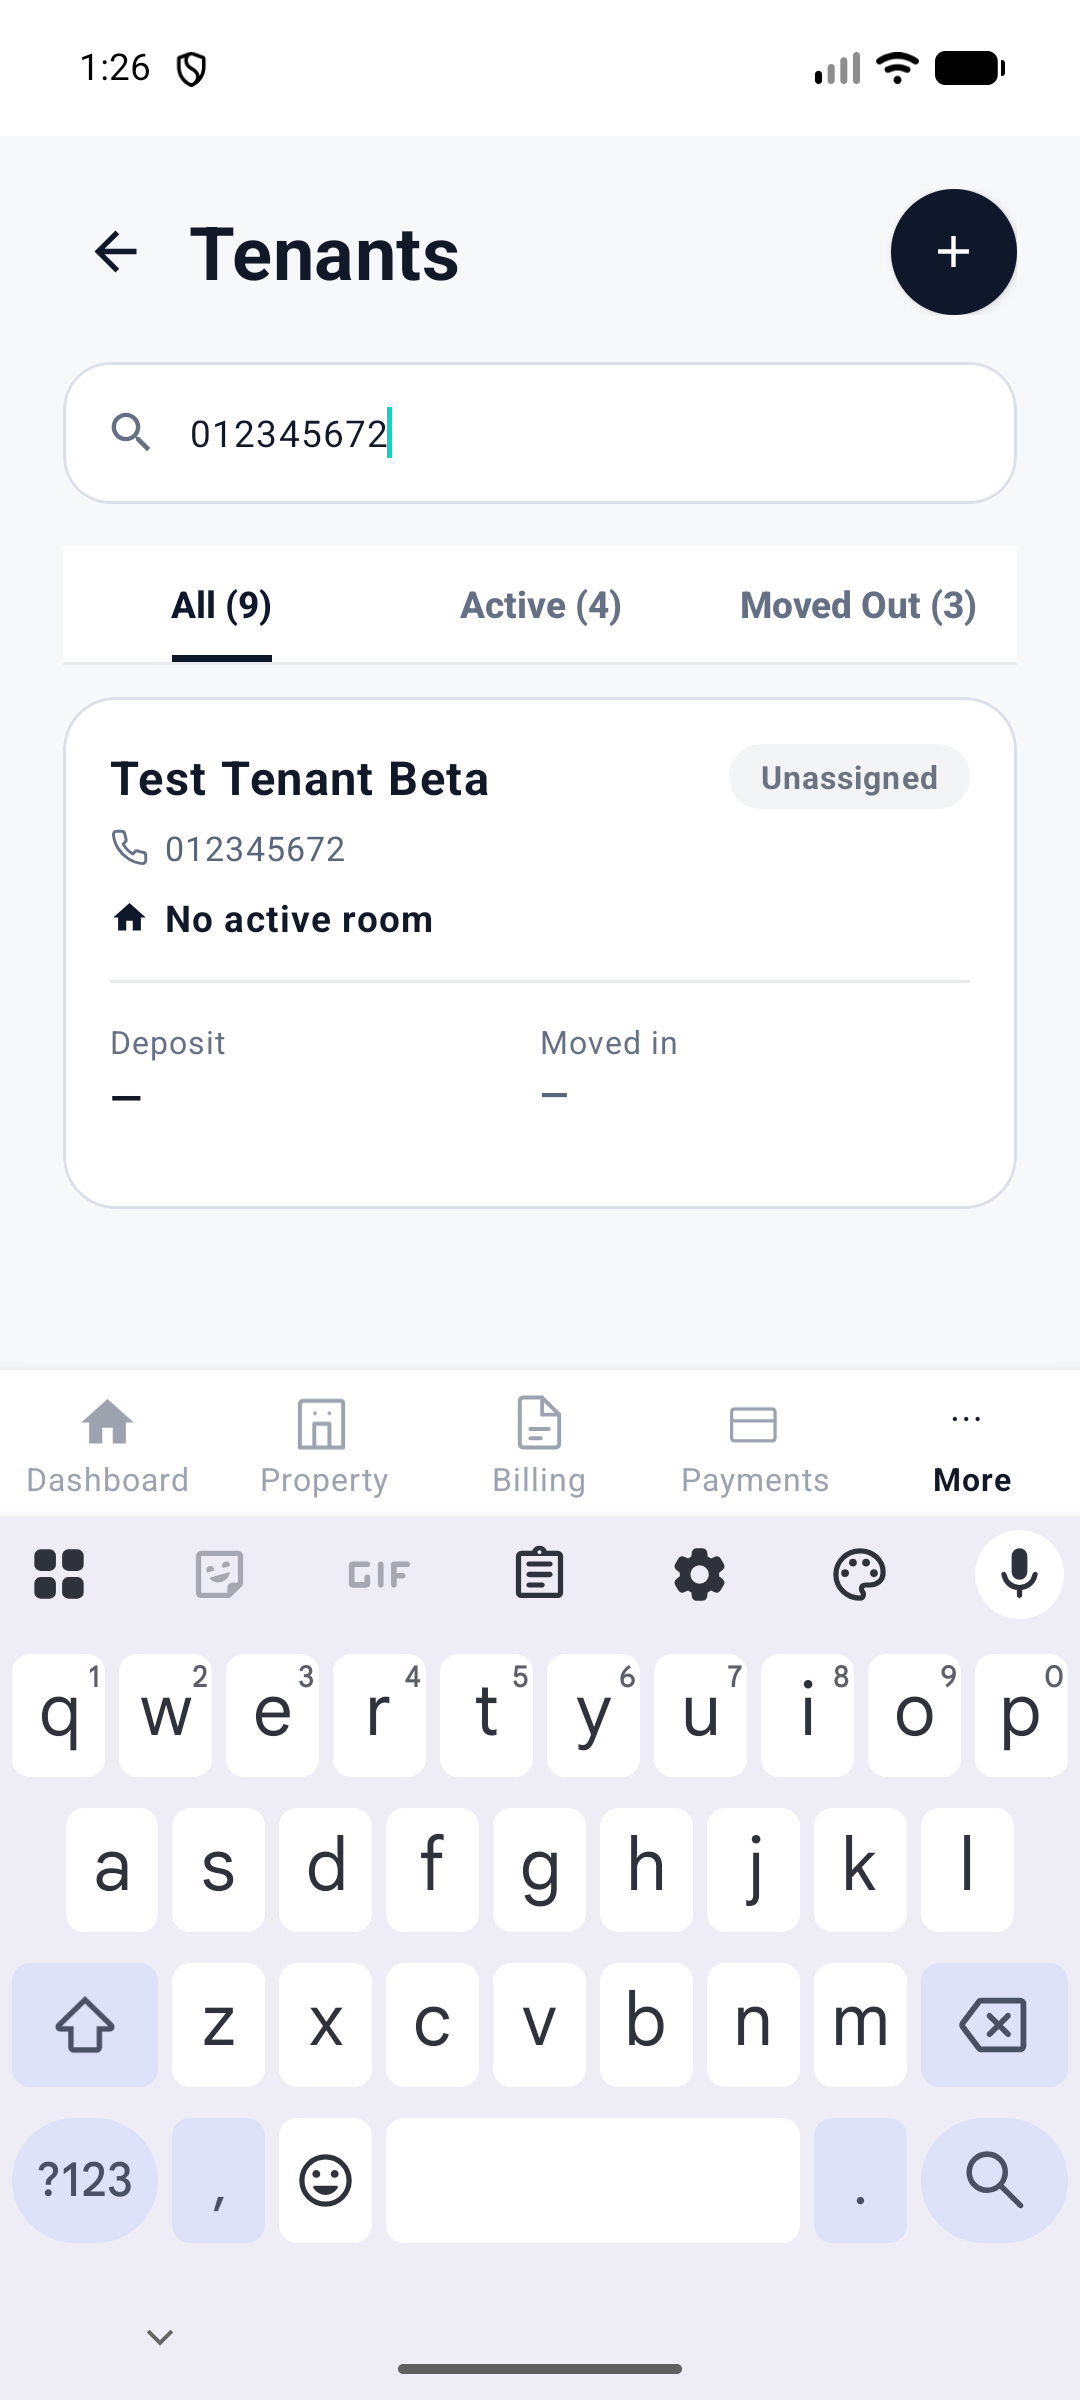 1:26
Tenants
012345672
All (9) Active (4) Moved Out (3)
Test Tenant Beta Unassigned
012345672
No active room
Deposit Moved in
– –
Dashboard Property Billing Payments More
GIF
q 1 w 2 e 3 r 4 t 5 y 6 u 7 i 8 o 9 p 0
a s d f g h j k l
z x c v b n m
?123 , .